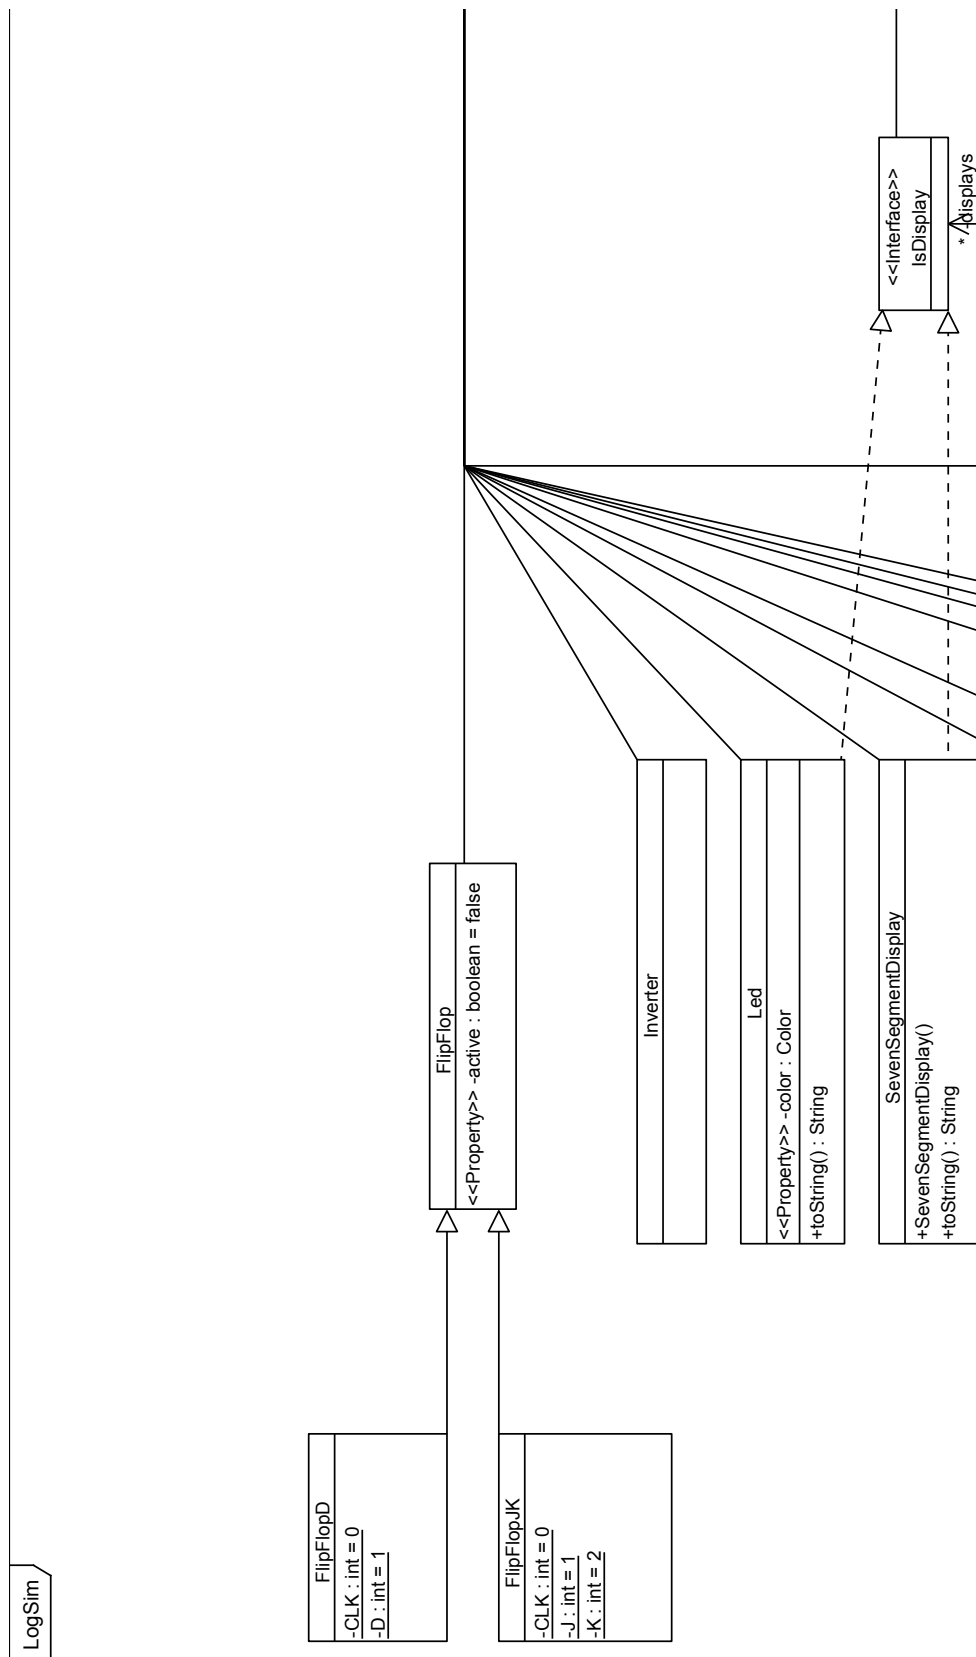 LogSim
FlipFlopD
-CLK : int = 0
-D : int = 1
FlipFlopJK
-CLK : int = 0
-J : int = 1
-K : int = 2
FlipFlop
<<Property>> -active : boolean = false
Inverter
Led
<<Property>> -color : Color
+toString() : String
SevenSegmentDisplay
+SevenSegmentDisplay()
+toString() : String
<<Interface>>
IsDisplay
* -displays